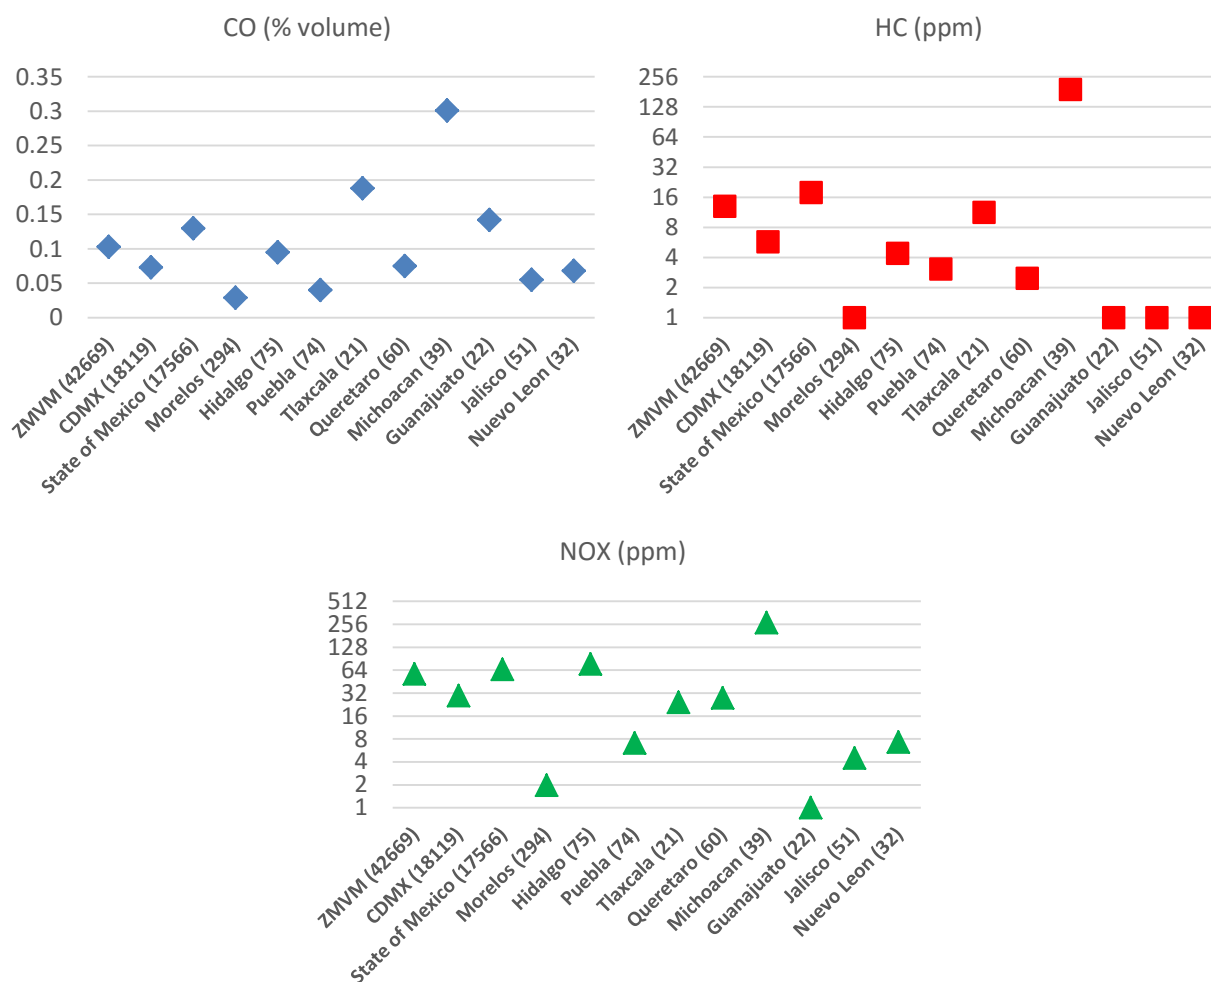 CO (% volume)
0.35
0.3
0.25
0.2
0.15
0.1
0.05
0
ZMVM (42669)
CDMX (18119)
State of Mexico (17566)
Morelos (294)
Hidalgo (75)
Puebla (74)
Tlaxcala (21)
Queretaro (60)
Michoacan (39)
Guanajuato (22)
Jalisco (51)
Nuevo Leon (32)
HC (ppm)
256
128
64
32
16
8
4
2
1
ZMVM (42669)
CDMX (18119)
State of Mexico (17566)
Morelos (294)
Hidalgo (75)
Puebla (74)
Tlaxcala (21)
Queretaro (60)
Michoacan (39)
Guanajuato (22)
Jalisco (51)
Nuevo Leon (32)
NOX (ppm)
512
256
128
64
32
16
8
4
2
1
ZMVM (42669)
CDMX (18119)
State of Mexico (17566)
Morelos (294)
Hidalgo (75)
Puebla (74)
Tlaxcala (21)
Queretaro (60)
Michoacan (39)
Guanajuato (22)
Jalisco (51)
Nuevo Leon (32)